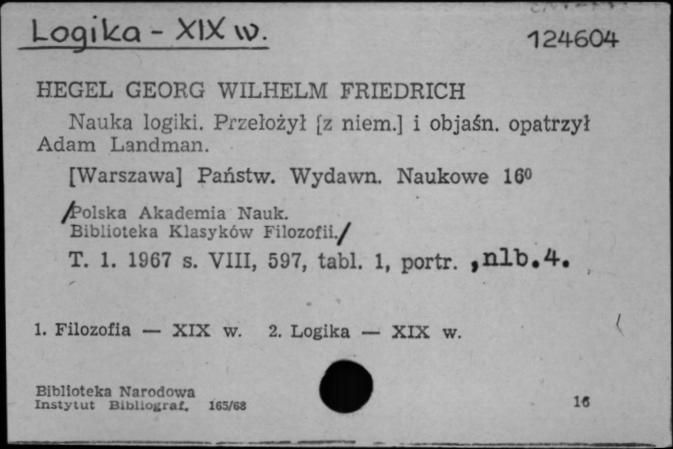 Logika - XIX w.
124604
HEGEL GEORG WILHELM FRIEDRICH
Nauka logiki. Przełożył [z niem.] i objaśn. opatrzył
Adam Landman.
[Warszawa] Państw. Wydawn. Naukowe 16⁰
/Polska Akademia Nauk.
Biblioteka Klasyków Filozofii./
T. 1. 1967 s. VIII, 597, tabl. 1, portr. , nlb.4.
1. Filozofia — XIX w. 2. Logika — XIX w.
Biblioteka Narodowa
Instytut Bibliograf. 165/68
16